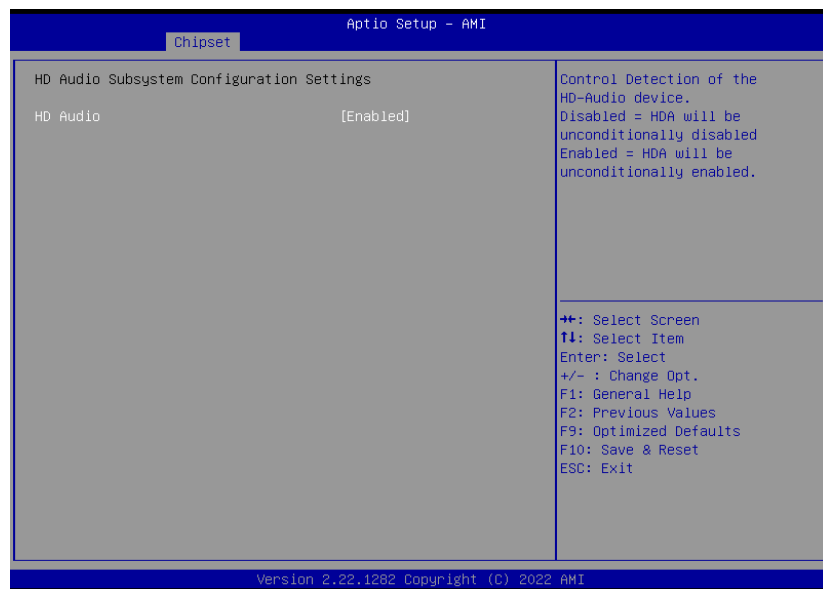 Aptio Setup – AMI
Chipset
HD Audio Subsystem Configuration Settings
HD Audio [Enabled]
Control Detection of the
HD-Audio device.
Disabled = HDA will be
unconditionally disabled
Enabled = HDA will be
unconditionally enabled.
→←: Select Screen
↑↓: Select Item
Enter: Select
+/- : Change Opt.
F1: General Help
F2: Previous Values
F9: Optimized Defaults
F10: Save & Reset
ESC: Exit
Version 2.22.1282 Copyright (C) 2022 AMI